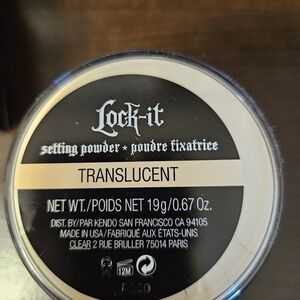 Lock-it
setting powder • poudre fixatrice
TRANSLUCENT
NET WT./POIDS NET 19g/0.67 Oz.
DIST. BY/PAR KENDO SAN FRANCISCO CA 94105
MADE IN USA/FABRIQUÉ AUX ÉTATS-UNIS
CLEAR 2 RUE BRULLER 75014 PARIS
12M